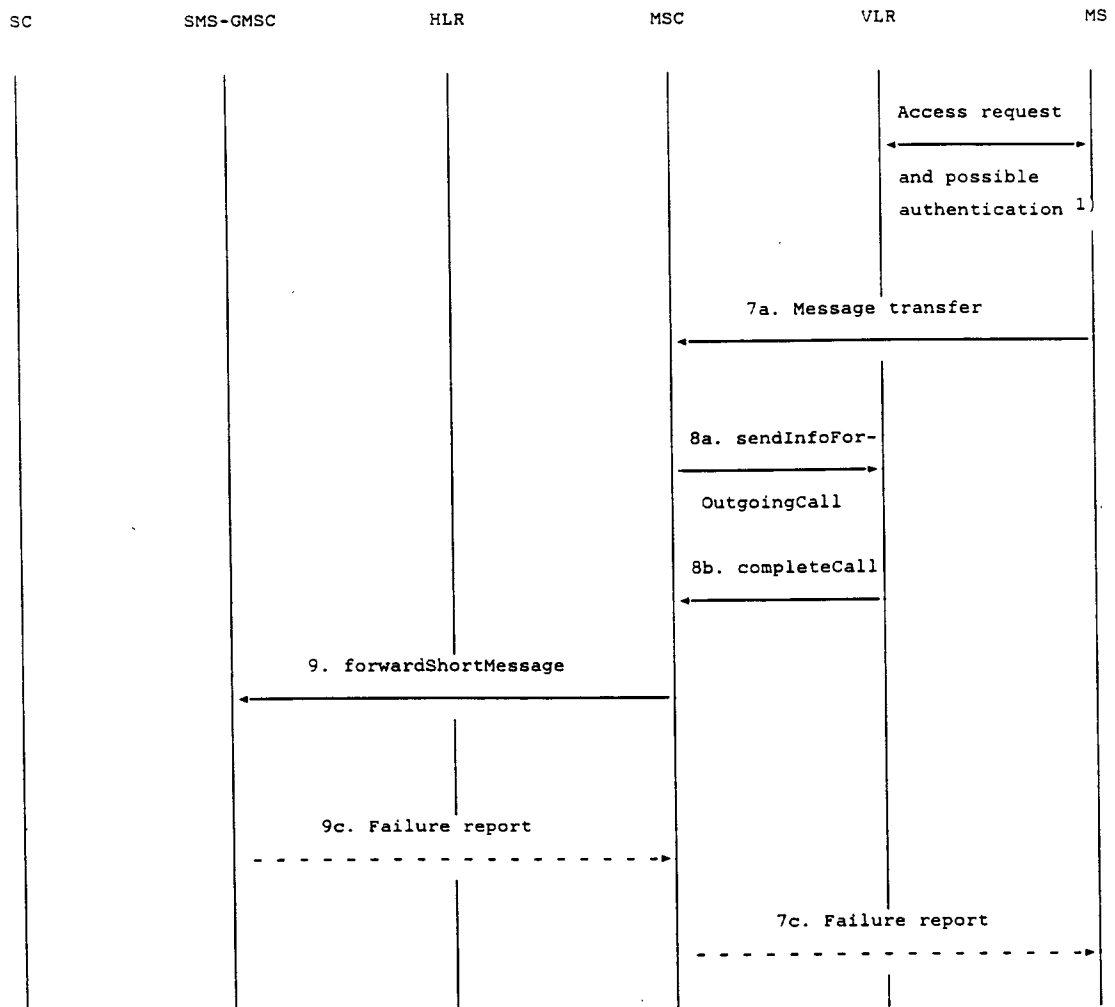 SC SMS-GMSC HLR MSC VLR MS
Access request
and possible
authentication 1)
7a. Message transfer
8a. sendInfoFor-
OutgoingCall
8b. completeCall
9. forwardShortMessage
9c. Failure report
7c. Failure report